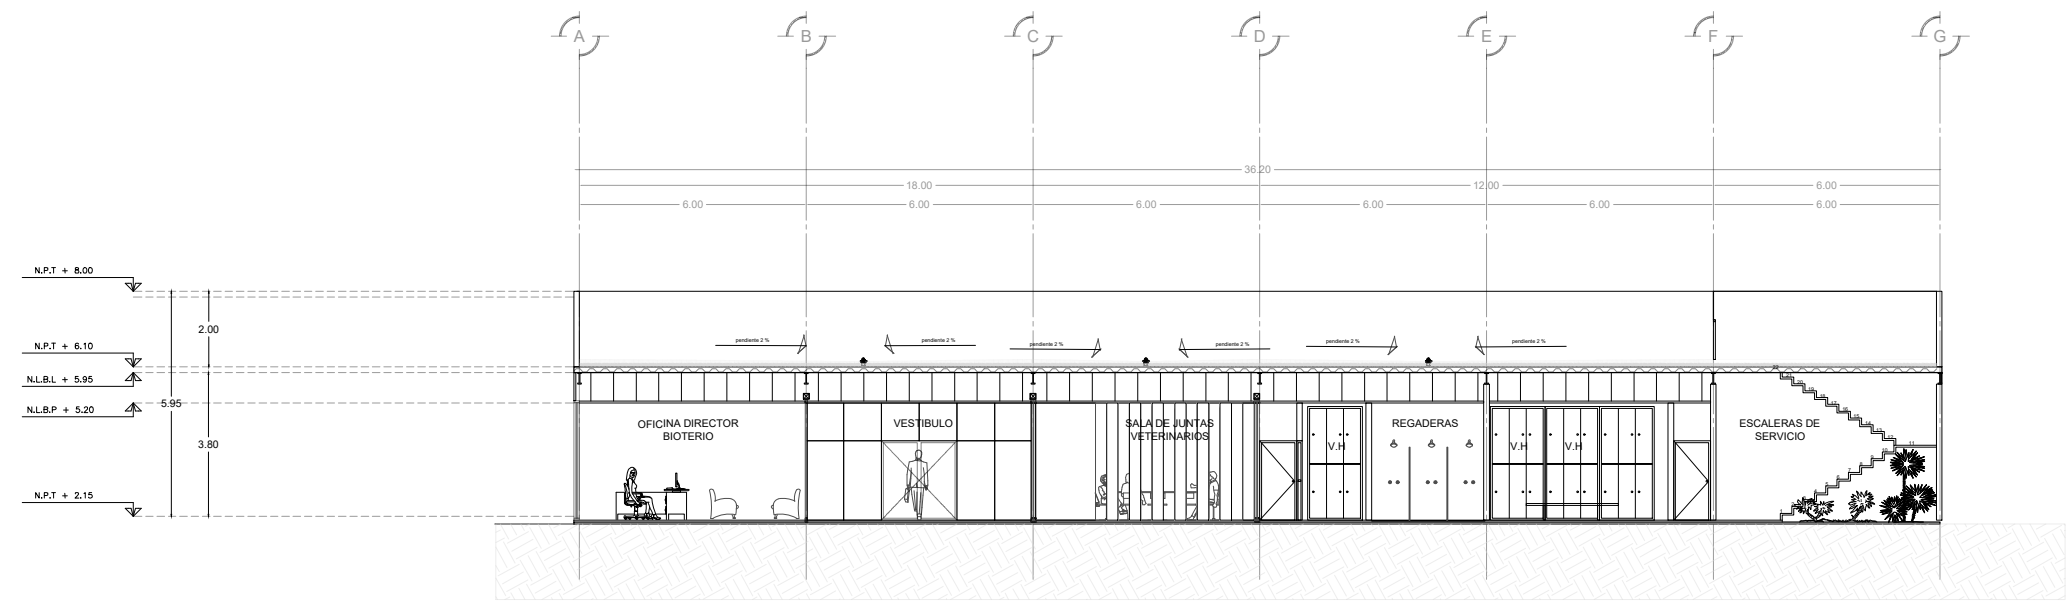 A
B
C
D
E
F
G
36.20
18.00
12.00
6.00
6.00
6.00
6.00
6.00
6.00
6.00
N.P.T + 8.00
2.00
N.P.T + 6.10
N.L.B.L + 5.95
5.95
N.L.B.P + 5.20
3.80
N.P.T + 2.15
pendiente 2 %
pendiente 2 %
pendiente 2 %
pendiente 2 %
pendiente 2 %
pendiente 2 %
OFICINA DIRECTOR
BIOTERIO
VESTIBULO
SALA DE JUNTAS
VETERINARIOS
V.H
REGADERAS
V.H
V.H
ESCALERAS DE
SERVICIO
11